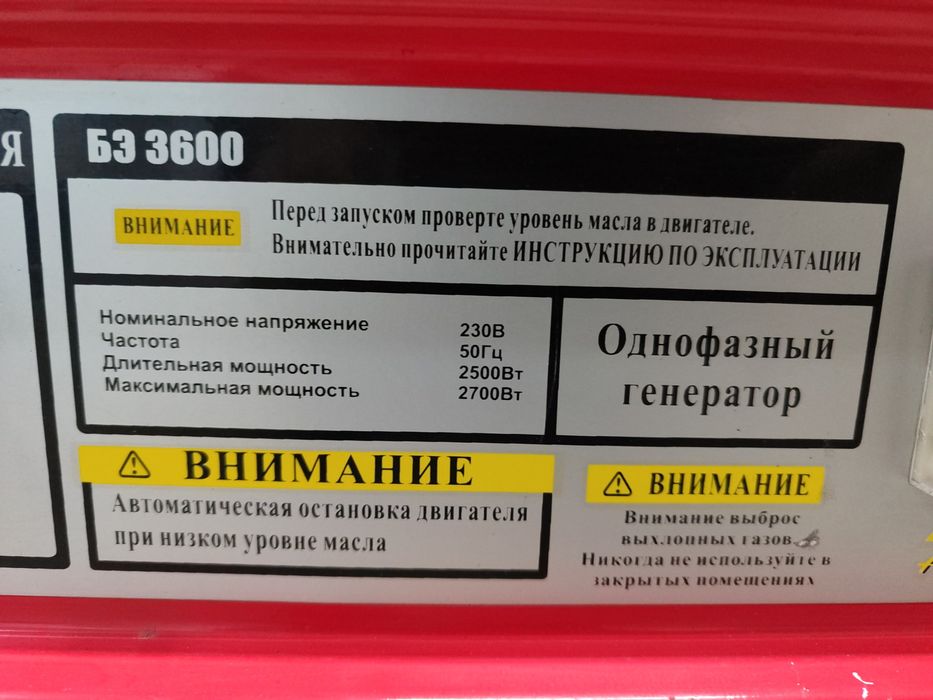 Я
БЭ 3600
ВНИМАНИЕ
Перед запуском проверте уровень масла в двигателе.
Внимательно прочитайте ИНСТРУКЦИЮ ПО ЭКСПЛУАТАЦИИ
Номинальное напряжение 230В
Частота 50Гц
Длительная мощность 2500Вт
Максимальная мощность 2700Вт
Однофазный
генератор
ВНИМАНИЕ
Автоматическая остановка двигателя
при низком уровне масла
ВНИМАНИЕ
Внимание выброс
выхлопных газов
Никогда не используйте в
закрытых помещениях